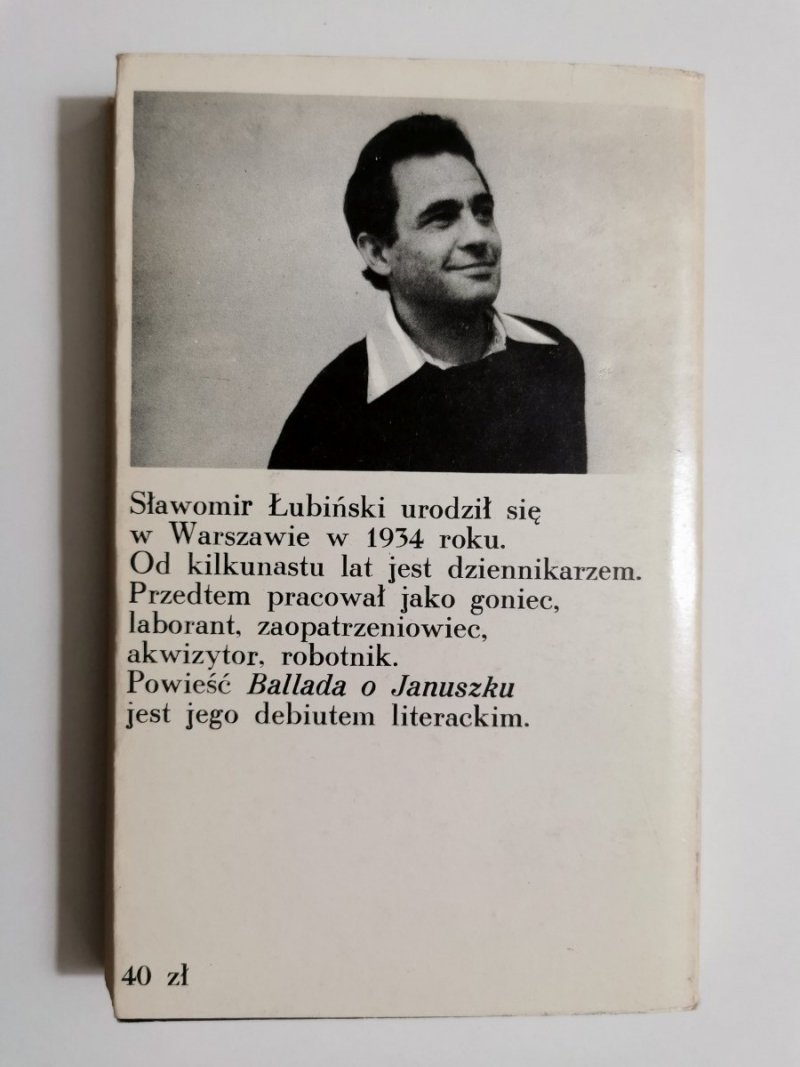 Sławomir Łubiński urodził się
w Warszawie w 1934 roku.
Od kilkunastu lat jest dziennikarzem.
Przedtem pracował jako goniec,
laborant, zaopatrzeniowiec,
akwizytor, robotnik.
Powieść Ballada o Januszku
jest jego debiutem literackim.
40 zł